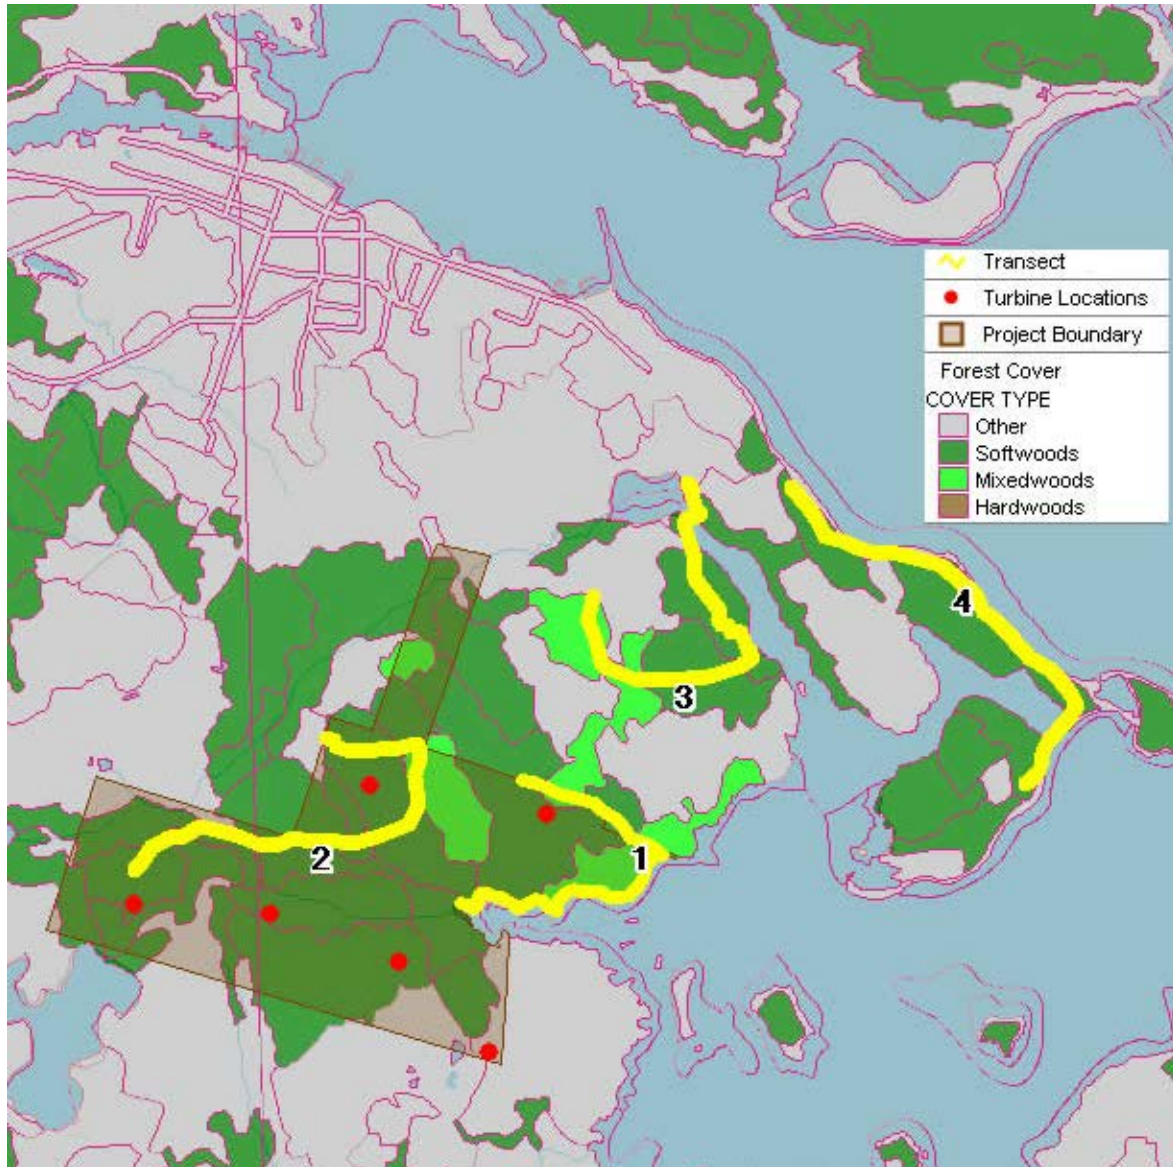 Transect
Turbine Locations
Project Boundary
Forest Cover
COVER TYPE
Other
Softwoods
Mixedwoods
Hardwoods
4
3
2
1